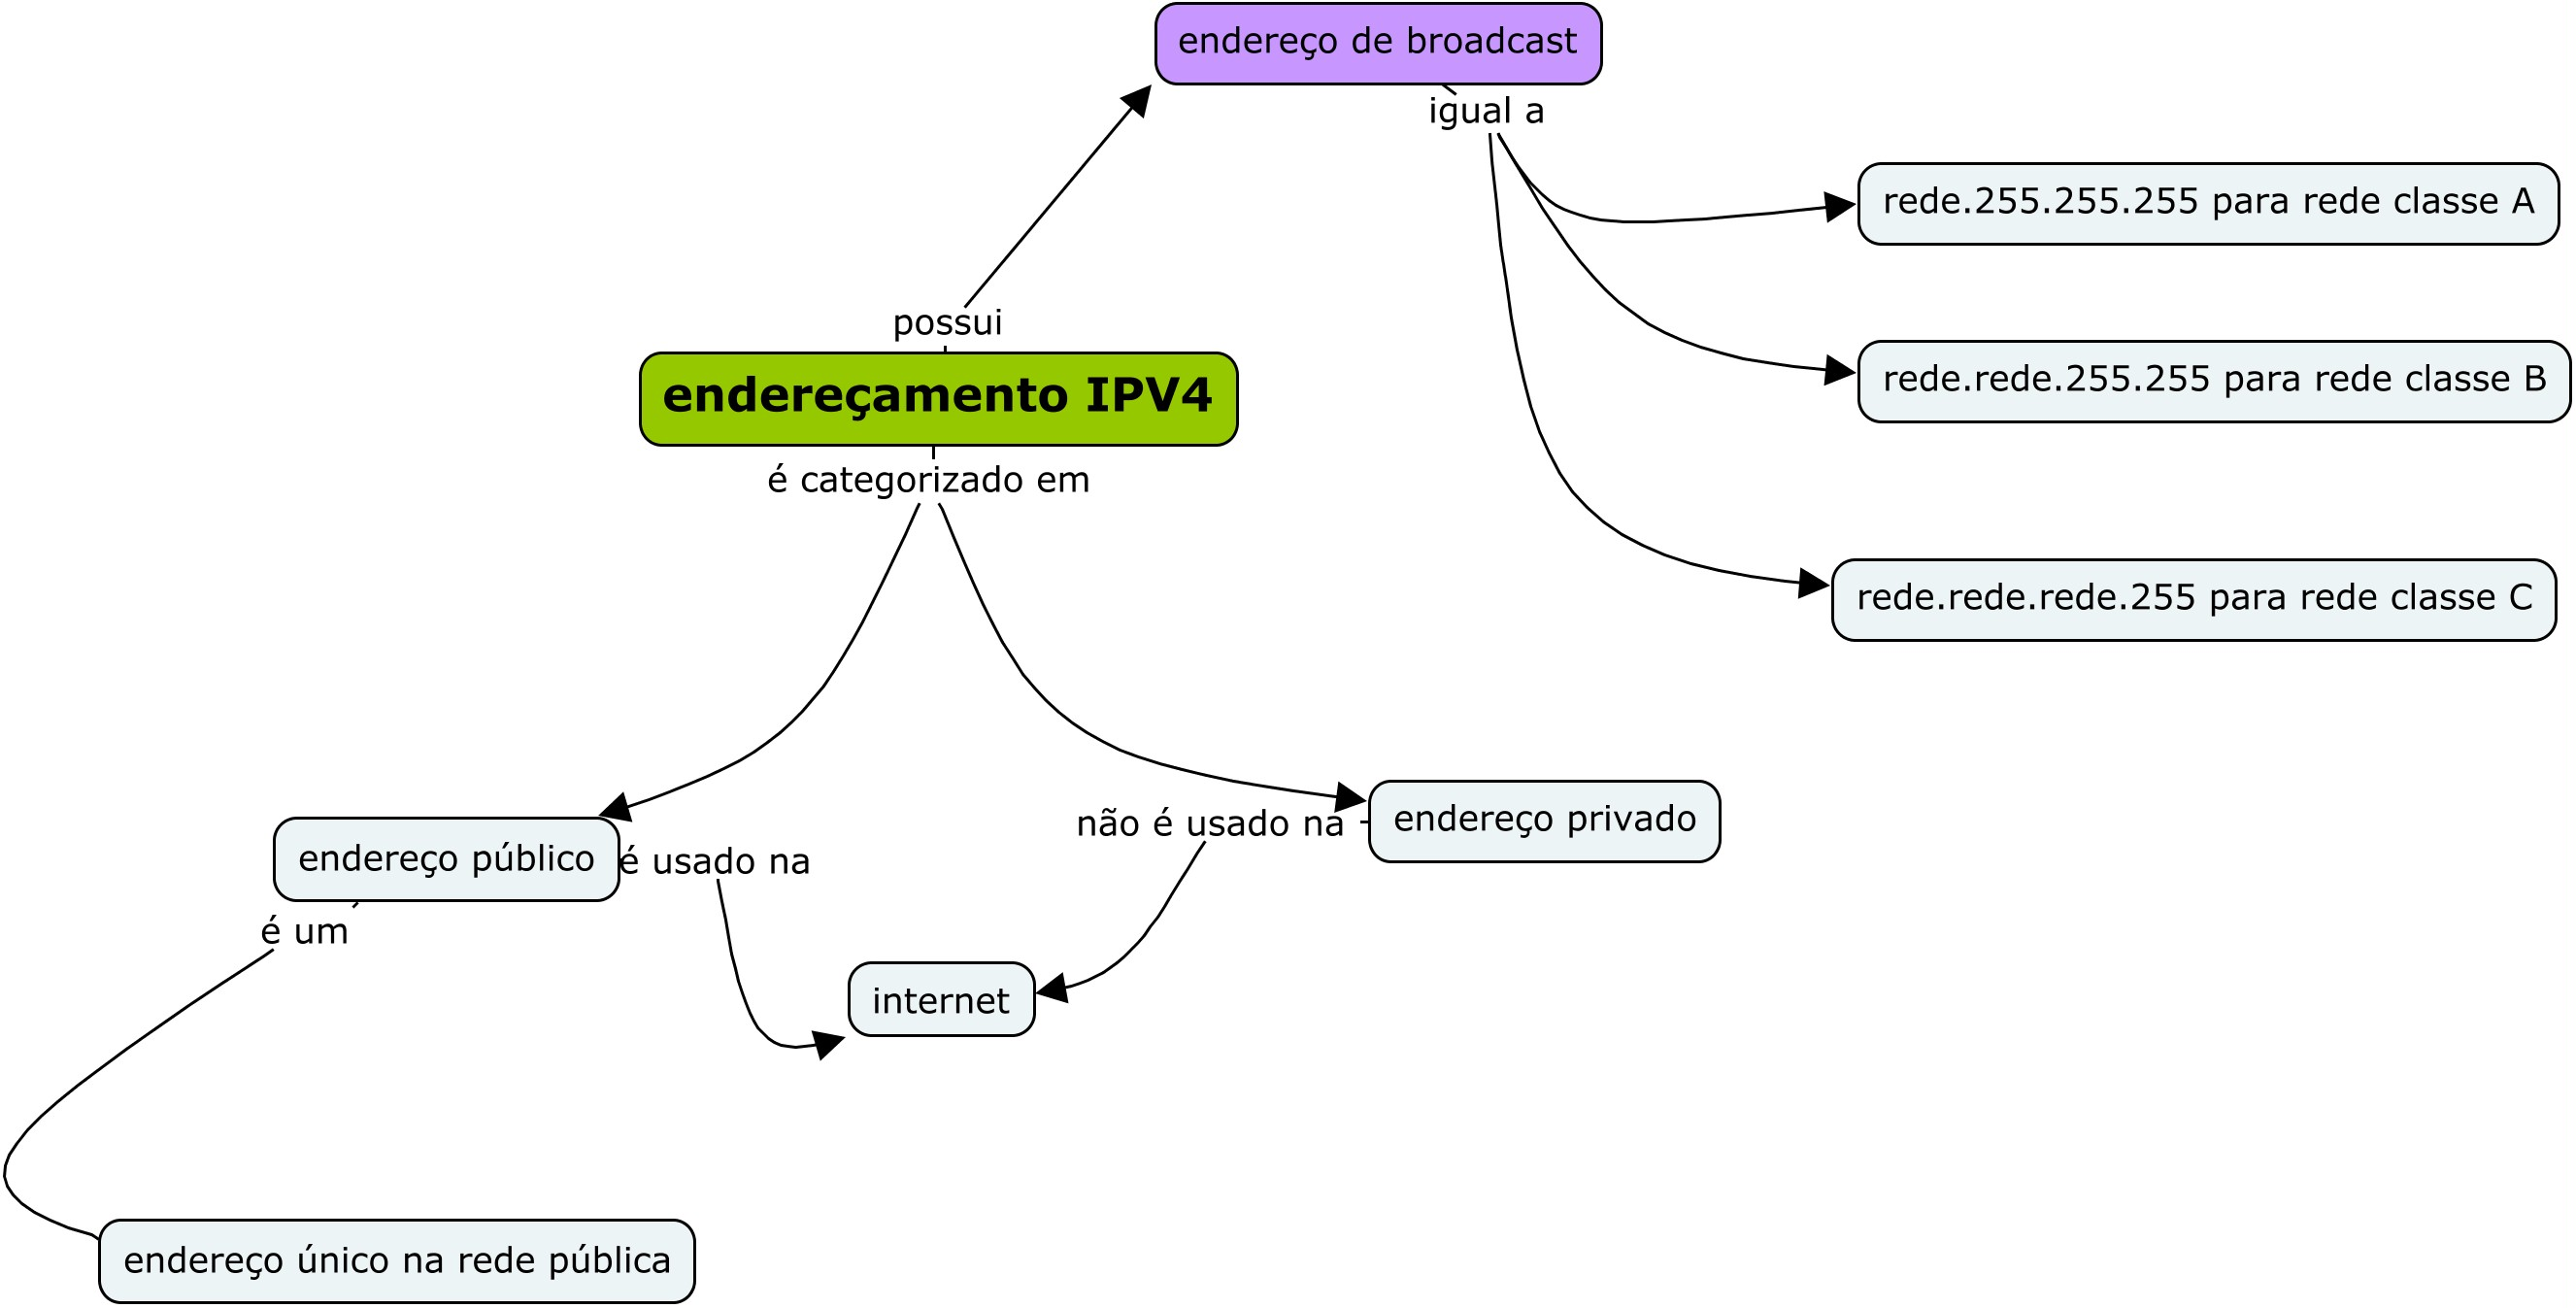 endereço de broadcast
igual a
rede.255.255.255 para rede classe A
possui
rede.rede.255.255 para rede classe B
endereçamento IPV4
é categorizado em
rede.rede.rede.255 para rede classe C
não é usado na
endereço privado
endereço público
é usado na
é um
internet
endereço único na rede pública